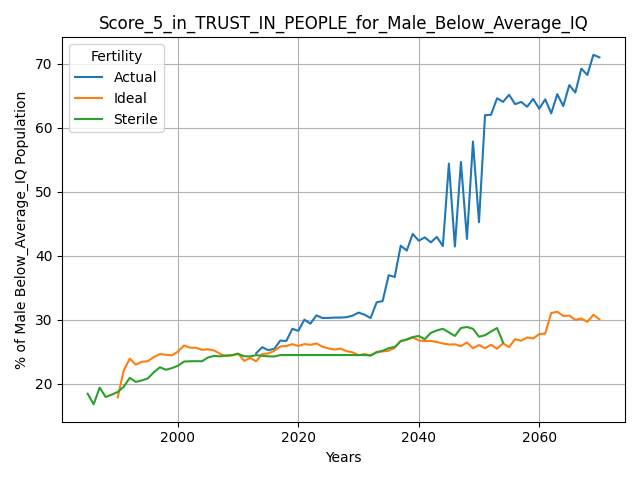 Score_5_in_TRUST_IN_PEOPLE_for_Male_Below_Average_IQ
Fertility
Actual
Ideal
Sterile
% of Male Below_Average_IQ Population
70
60
50
40
30
20
2000
2020
2040
2060
Years